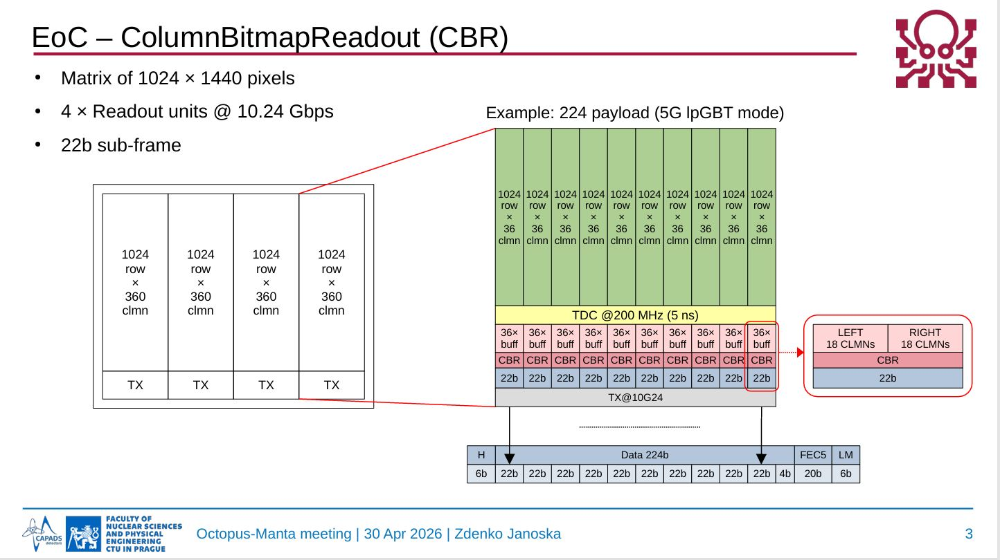 EoC – ColumnBitmapReadout (CBR)
• Matrix of 1024 × 1440 pixels
• 4 × Readout units @ 10.24 Gbps
• 22b sub-frame
Example: 224 payload (5G lpGBT mode)
1024 row × 360 clmn
1024 row × 360 clmn
1024 row × 360 clmn
1024 row × 360 clmn
TX TX TX TX
1024 row × 36 clmn
1024 row × 36 clmn
1024 row × 36 clmn
1024 row × 36 clmn
1024 row × 36 clmn
1024 row × 36 clmn
1024 row × 36 clmn
1024 row × 36 clmn
1024 row × 36 clmn
1024 row × 36 clmn
TDC @200 MHz (5 ns)
36× buff 36× buff 36× buff 36× buff 36× buff 36× buff 36× buff 36× buff 36× buff 36× buff
CBR CBR CBR CBR CBR CBR CBR CBR CBR CBR
22b 22b 22b 22b 22b 22b 22b 22b 22b 22b
TX@10G24
LEFT 18 CLMNs
RIGHT 18 CLMNs
CBR
22b
H Data 224b FEC5 LM
6b 22b 22b 22b 22b 22b 22b 22b 22b 22b 22b 4b 20b 6b
CAPADS
detectors
FACULTY OF
NUCLEAR SCIENCES
AND PHYSICAL
ENGINEERING
CTU IN PRAGUE
Octopus-Manta meeting | 30 Apr 2026 | Zdenko Janoska
3